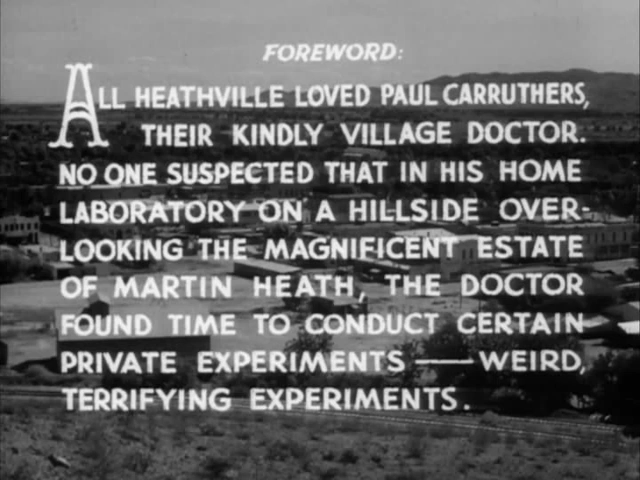 FOREWORD:
ALL HEATHVILLE LOVED PAUL CARRUTHERS,
THEIR KINDLY VILLAGE DOCTOR.
NO ONE SUSPECTED THAT IN HIS HOME
LABORATORY ON A HILLSIDE OVER-
LOOKING THE MAGNIFICENT ESTATE
OF MARTIN HEATH, THE DOCTOR
FOUND TIME TO CONDUCT CERTAIN
PRIVATE EXPERIMENTS — WEIRD,
TERRIFYING EXPERIMENTS.